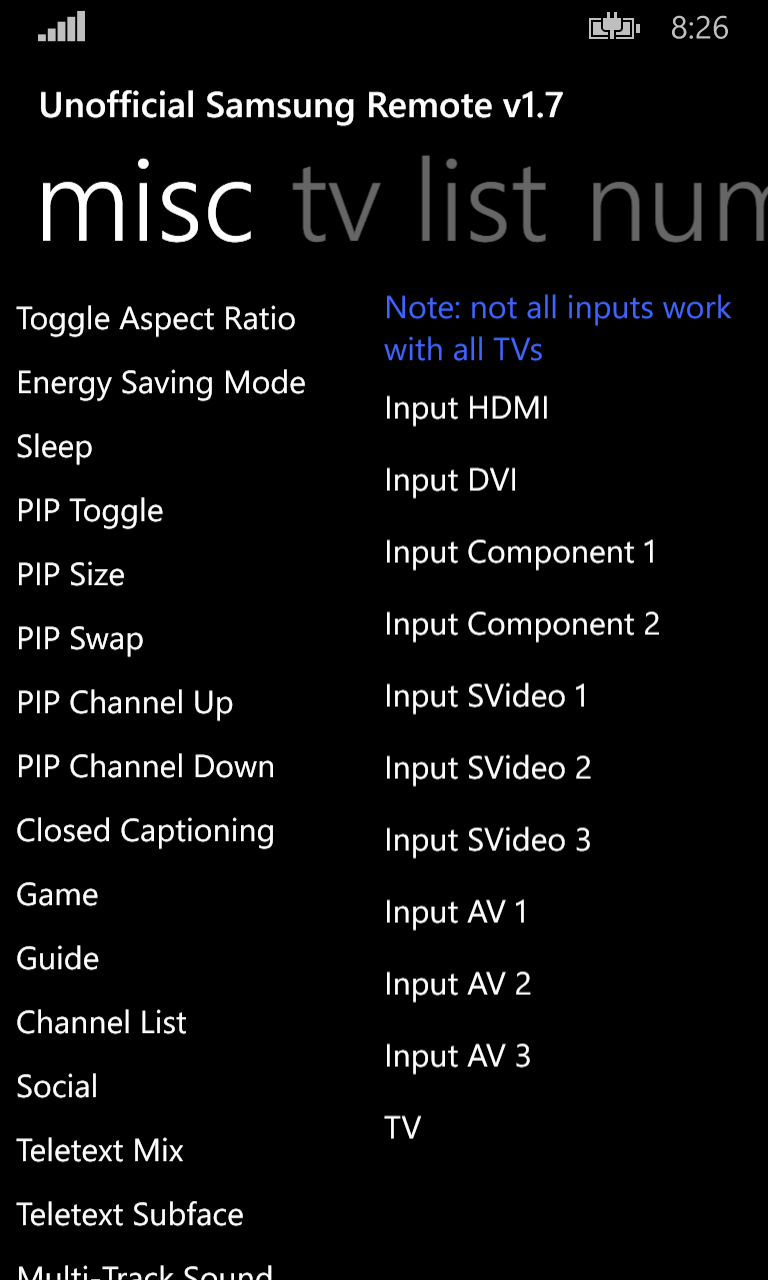 8:26
Unofficial Samsung Remote v1.7
misc tv list num
Toggle Aspect Ratio
Energy Saving Mode
Sleep
PIP Toggle
PIP Size
PIP Swap
PIP Channel Up
PIP Channel Down
Closed Captioning
Game
Guide
Channel List
Social
Teletext Mix
Teletext Subface
Multi-Track Sound
Note: not all inputs work
with all TVs
Input HDMI
Input DVI
Input Component 1
Input Component 2
Input SVideo 1
Input SVideo 2
Input SVideo 3
Input AV 1
Input AV 2
Input AV 3
TV